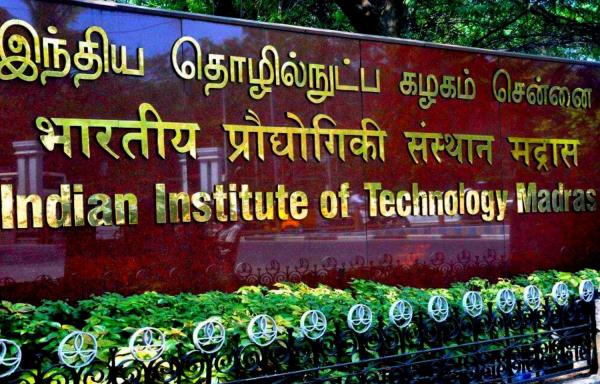 இந்திய தொழில்நுட்ப கழகம் சென்னை
भारतीय प्रौद्योगिकी संस्थान मद्रास
Indian Institute of Technology Madras